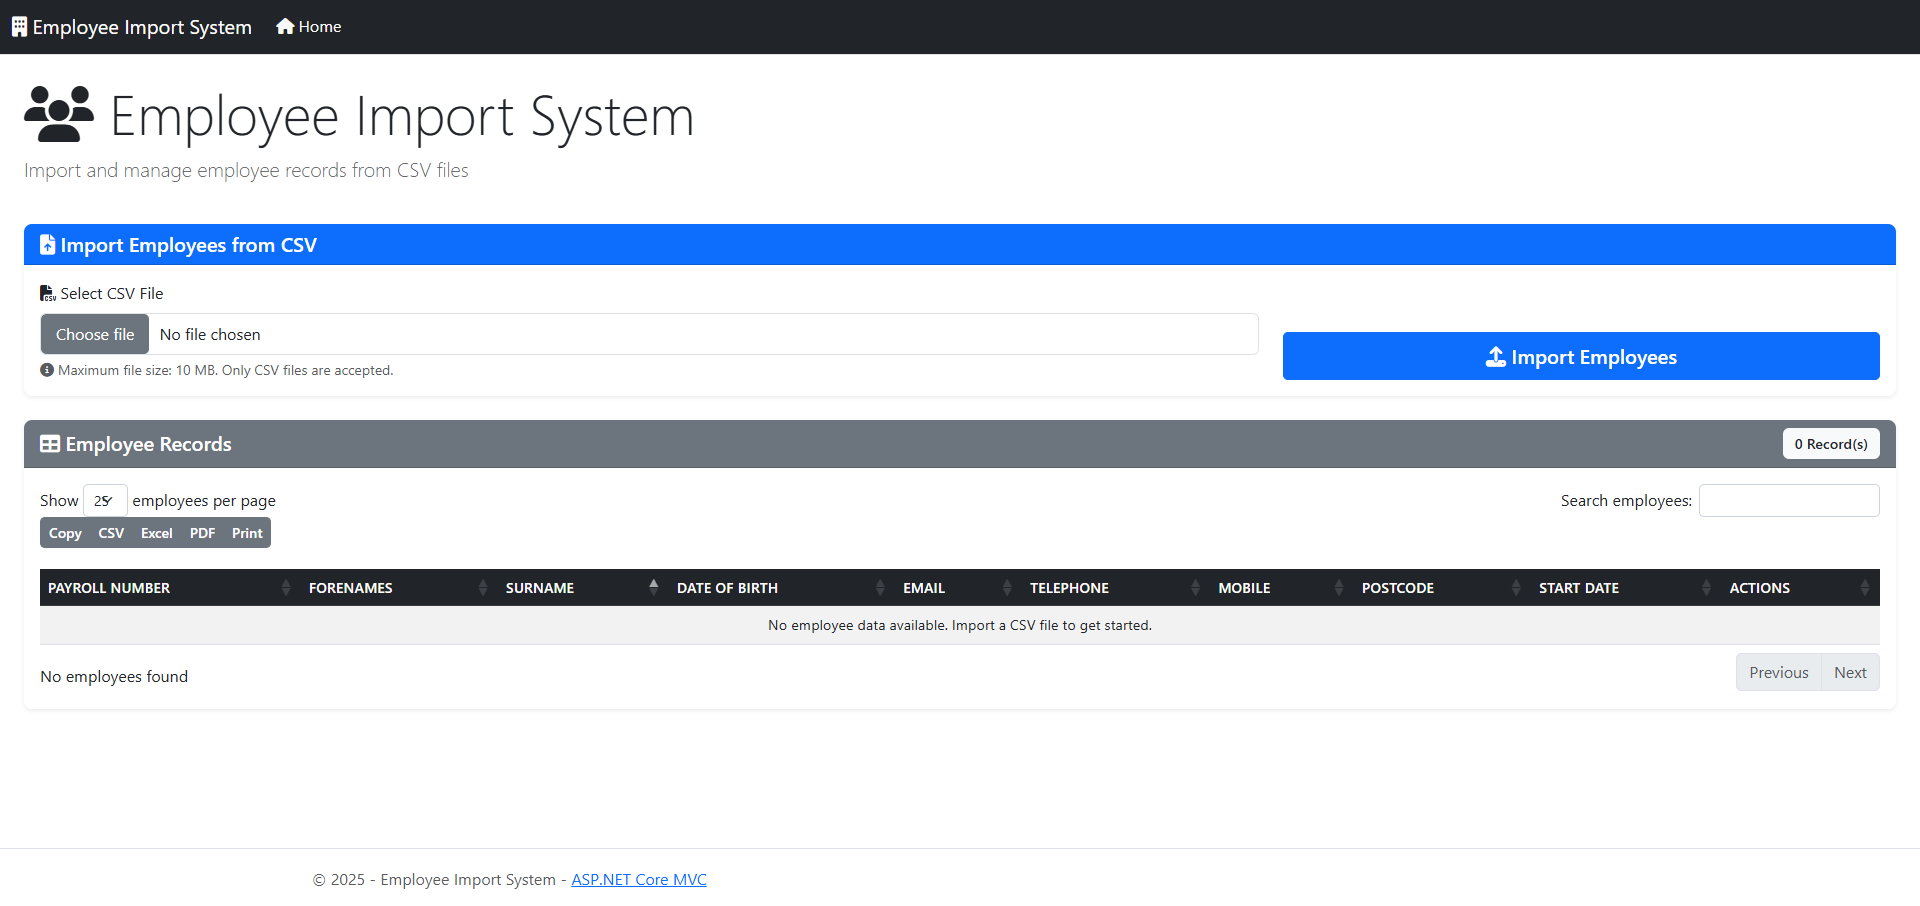 Employee Import System Home
Employee Import System
Import and manage employee records from CSV files
Import Employees from CSV
Select CSV File
Choose file No file chosen
Maximum file size: 10 MB. Only CSV files are accepted.
Import Employees
Employee Records 0 Record(s)
Show 25 employees per page Search employees:
Copy CSV Excel PDF Print
PAYROLL NUMBER FORENAMES SURNAME DATE OF BIRTH EMAIL TELEPHONE MOBILE POSTCODE START DATE ACTIONS
No employee data available. Import a CSV file to get started.
No employees found Previous Next
© 2025 - Employee Import System - ASP.NET Core MVC